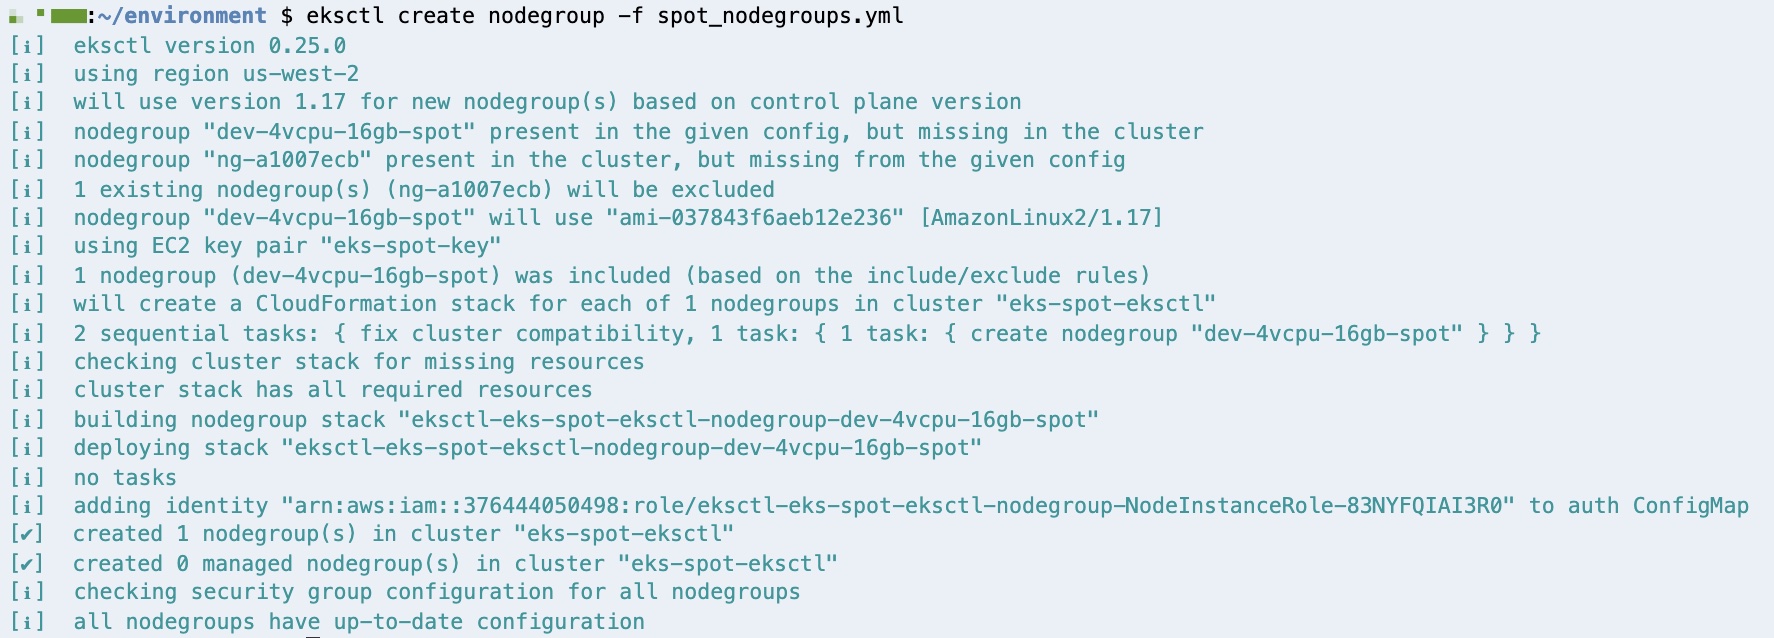 :~/environment $ eksctl create nodegroup -f spot_nodegroups.yml
[ℹ]  eksctl version 0.25.0
[ℹ]  using region us-west-2
[ℹ]  will use version 1.17 for new nodegroup(s) based on control plane version
[ℹ]  nodegroup "dev-4vcpu-16gb-spot" present in the given config, but missing in the cluster
[ℹ]  nodegroup "ng-a1007ecb" present in the cluster, but missing from the given config
[ℹ]  1 existing nodegroup(s) (ng-a1007ecb) will be excluded
[ℹ]  nodegroup "dev-4vcpu-16gb-spot" will use "ami-037843f6aeb12e236" [AmazonLinux2/1.17]
[ℹ]  using EC2 key pair "eks-spot-key"
[ℹ]  1 nodegroup (dev-4vcpu-16gb-spot) was included (based on the include/exclude rules)
[ℹ]  will create a CloudFormation stack for each of 1 nodegroups in cluster "eks-spot-eksctl"
[ℹ]  2 sequential tasks: { fix cluster compatibility, 1 task: { 1 task: { create nodegroup "dev-4vcpu-16gb-spot" } } }
[ℹ]  checking cluster stack for missing resources
[ℹ]  cluster stack has all required resources
[ℹ]  building nodegroup stack "eksctl-eks-spot-eksctl-nodegroup-dev-4vcpu-16gb-spot"
[ℹ]  deploying stack "eksctl-eks-spot-eksctl-nodegroup-dev-4vcpu-16gb-spot"
[ℹ]  no tasks
[ℹ]  adding identity "arn:aws:iam::376444050498:role/eksctl-eks-spot-eksctl-nodegroup-NodeInstanceRole-83NYFQIAI3R0" to auth ConfigMap
[✔]  created 1 nodegroup(s) in cluster "eks-spot-eksctl"
[✔]  created 0 managed nodegroup(s) in cluster "eks-spot-eksctl"
[ℹ]  checking security group configuration for all nodegroups
[ℹ]  all nodegroups have up-to-date configuration